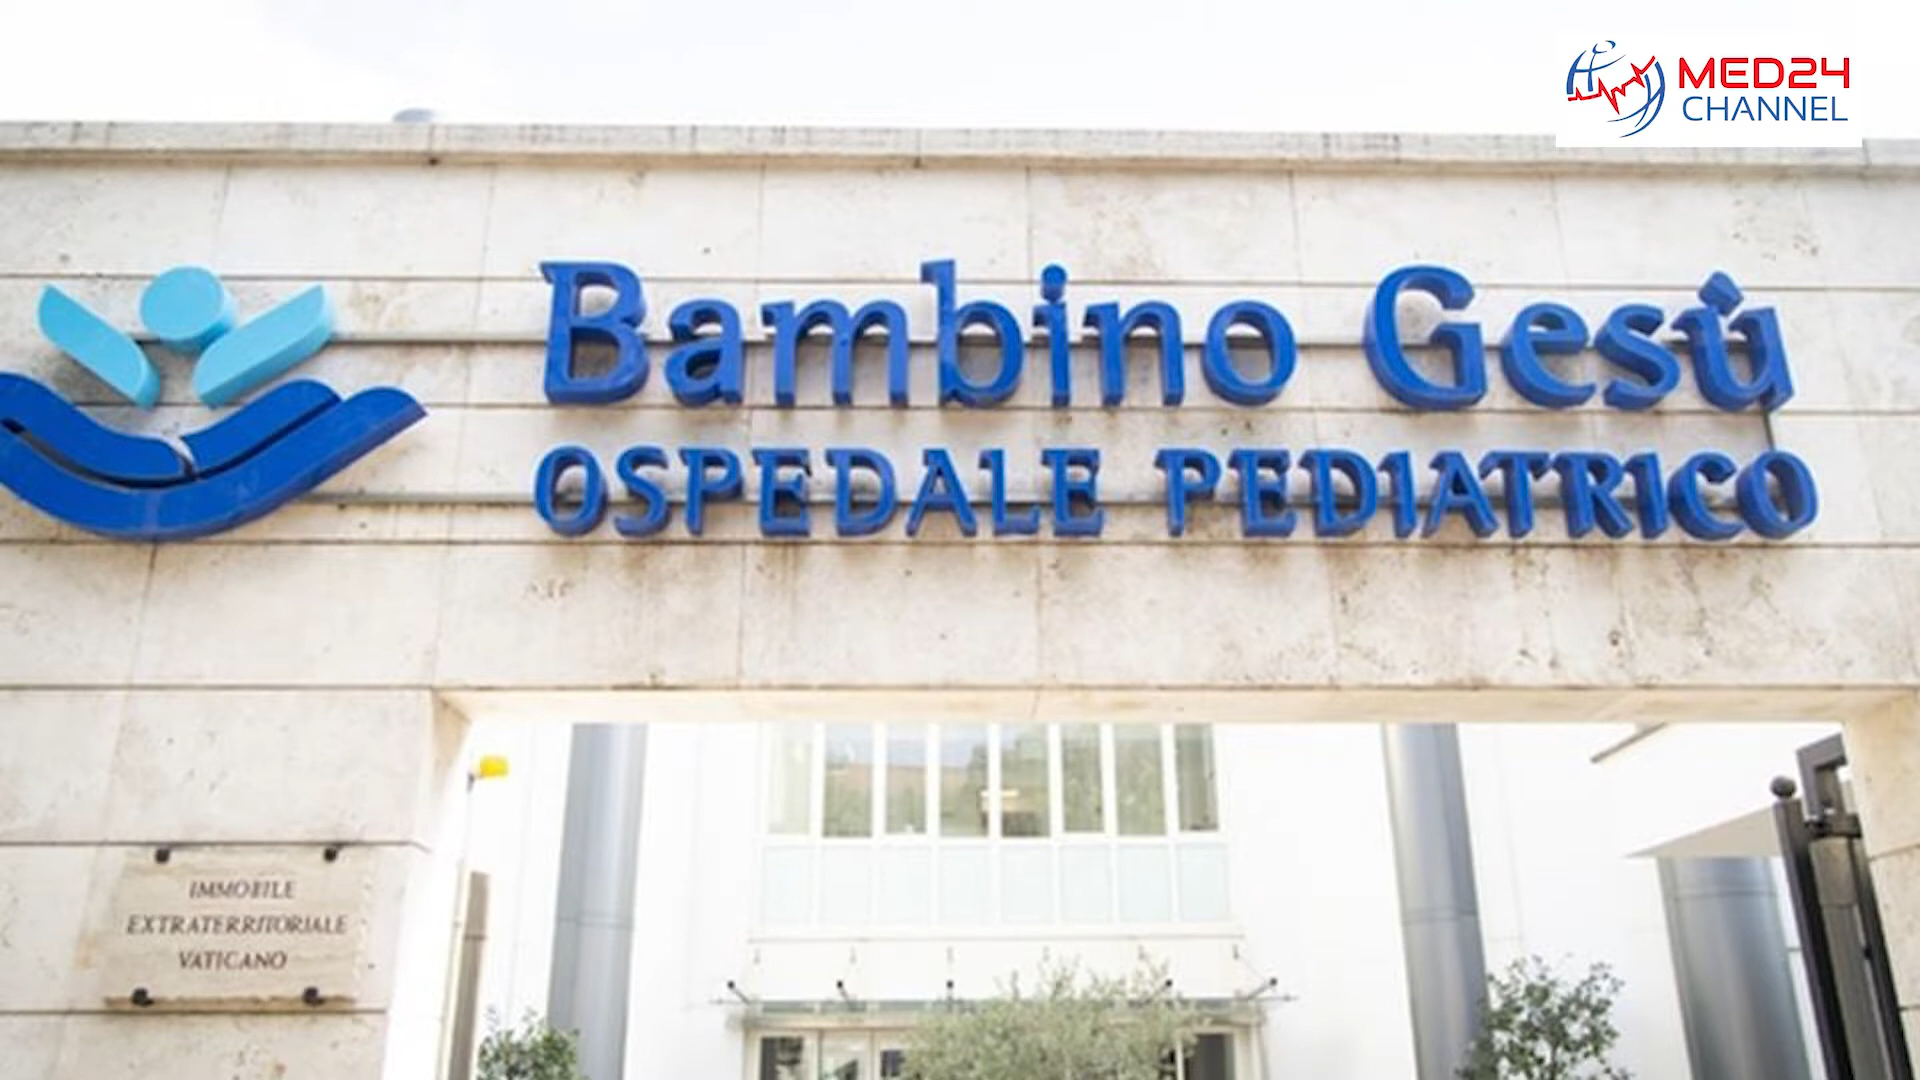 MED24
CHANNEL
Bambino Gesù
OSPEDALE PEDIATRICO
IMMOBILE
EXTRATERRITORIALE
VATICANO